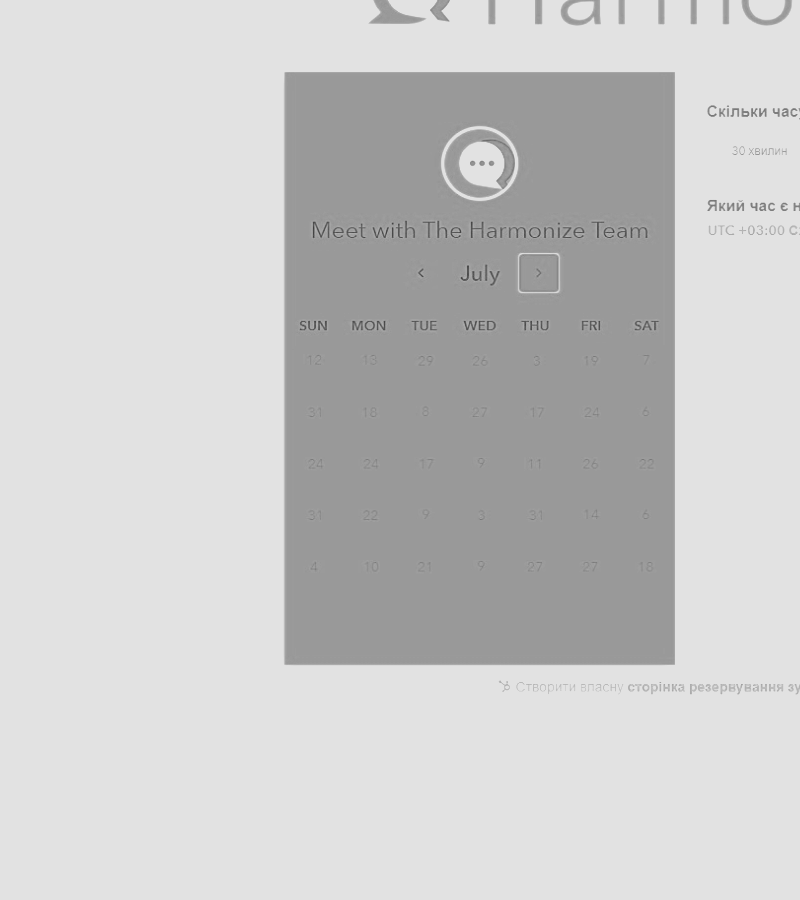 Harmo
Meet with The Harmonize Team
July
SUN MON TUE WED THU FRI SAT
12 13 29 26 3 19 7
31 18 8 27 17 24 6
24 24 17 9 11 26 22
31 22 9 3 31 14 6
4 10 21 9 27 27 18
Скільки часу
30 хвилин
Який час є н
UTC +03:00
Створити власну сторінка резервування зу